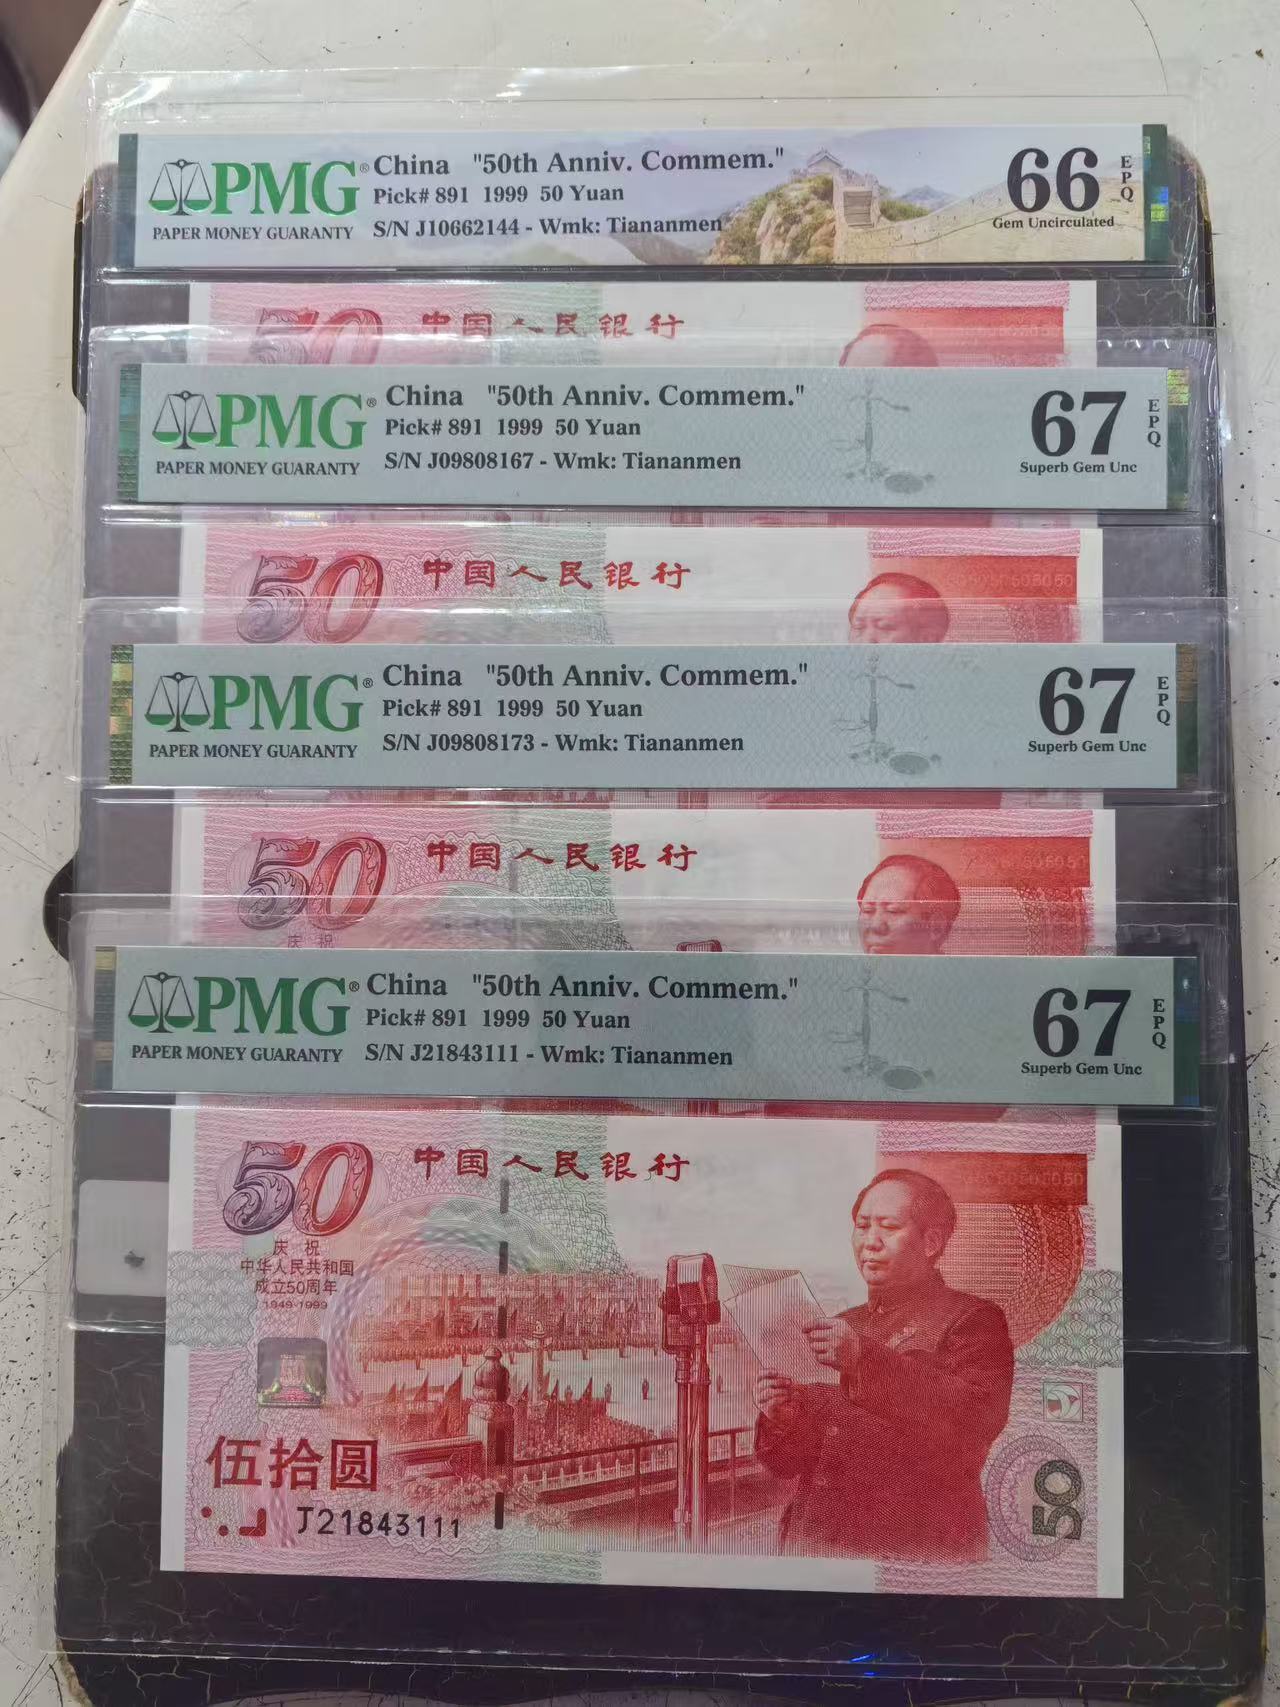 PMG® China "50th Anniv. Commem." 66 EPQ
Pick# 891 1999 50 Yuan
PAPER MONEY GUARANTY S/N J10662144 - Wmk: Tiananmen Gem Uncirculated
50 中国人民银行
PMG® China "50th Anniv. Commem." 67 EPQ
Pick# 891 1999 50 Yuan
PAPER MONEY GUARANTY S/N J09808167 - Wmk: Tiananmen Superb Gem Unc
50 中国人民银行
PMG® China "50th Anniv. Commem." 67 EPQ
Pick# 891 1999 50 Yuan
PAPER MONEY GUARANTY S/N J09808173 - Wmk: Tiananmen Superb Gem Unc
50 中国人民银行
庆祝
PMG® China "50th Anniv. Commem." 67 EPQ
Pick# 891 1999 50 Yuan
PAPER MONEY GUARANTY S/N J21843111 - Wmk: Tiananmen Superb Gem Unc
50 中国人民银行
庆祝
中华人民共和国
成立50周年
1949-1999
伍拾圆
J21843111
50